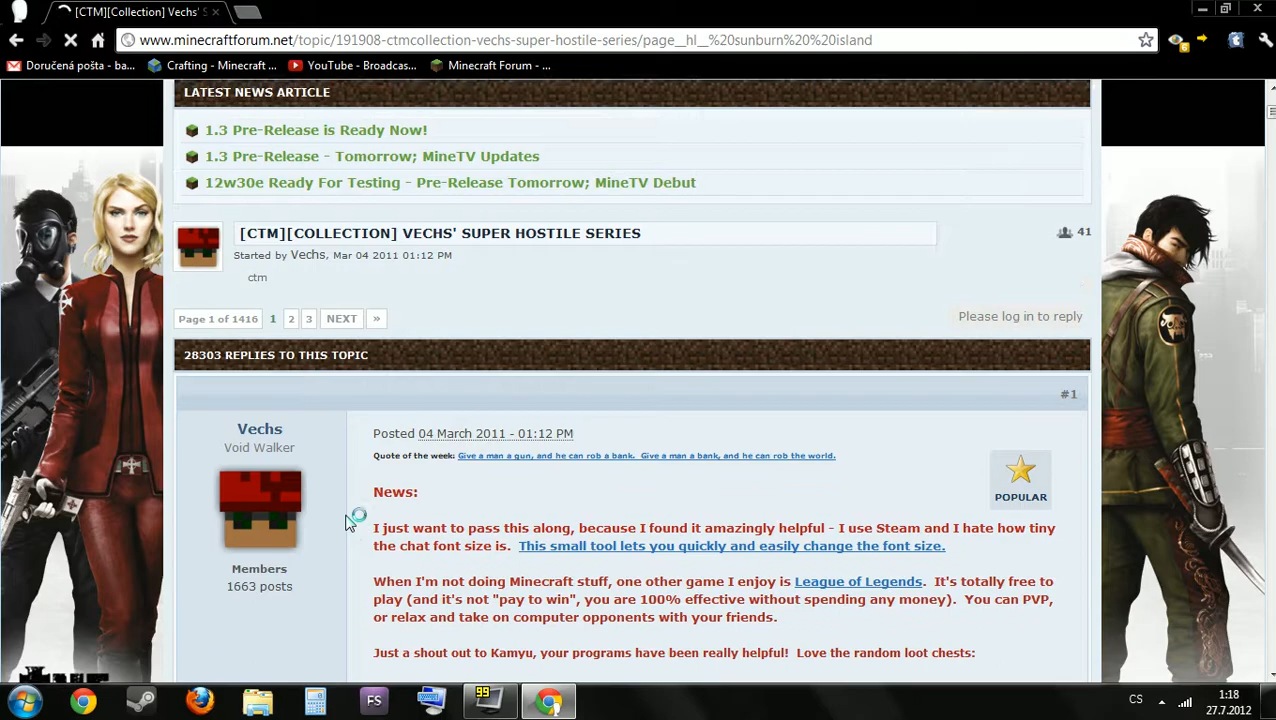 [CTM][Collection] Vechs' S
www.minecraftforum.net/topic/191908-ctmcollection-vechs-super-hostile-series/page__hl__%20sunburn%20%20island
6
Doručená pošta - ba...
Crafting - Minecraft ...
YouTube - Broadcas...
Minecraft Forum - ...
LATEST NEWS ARTICLE
1.3 Pre-Release is Ready Now!
1.3 Pre-Release - Tomorrow; MineTV Updates
12w30e Ready For Testing - Pre-Release Tomorrow; MineTV Debut
[CTM][COLLECTION] VECHS' SUPER HOSTILE SERIES
41
Started by Vechs, Mar 04 2011 01:12 PM
ctm
Page 1 of 1416 1 2 3 NEXT »
Please log in to reply
28303 REPLIES TO THIS TOPIC
#1
Vechs
Void Walker
Members
1663 posts
Posted 04 March 2011 - 01:12 PM
Quote of the week: Give a man a gun, and he can rob a bank. Give a man a bank, and he can rob the world.
POPULAR
News:
I just want to pass this along, because I found it amazingly helpful - I use Steam and I hate how tiny
the chat font size is. This small tool lets you quickly and easily change the font size.
When I'm not doing Minecraft stuff, one other game I enjoy is League of Legends. It's totally free to
play (and it's not "pay to win", you are 100% effective without spending any money). You can PVP,
or relax and take on computer opponents with your friends.
Just a shout out to Kamyu, your programs have been really helpful! Love the random loot chests:
FS
99
CS
1:18
27.7.2012